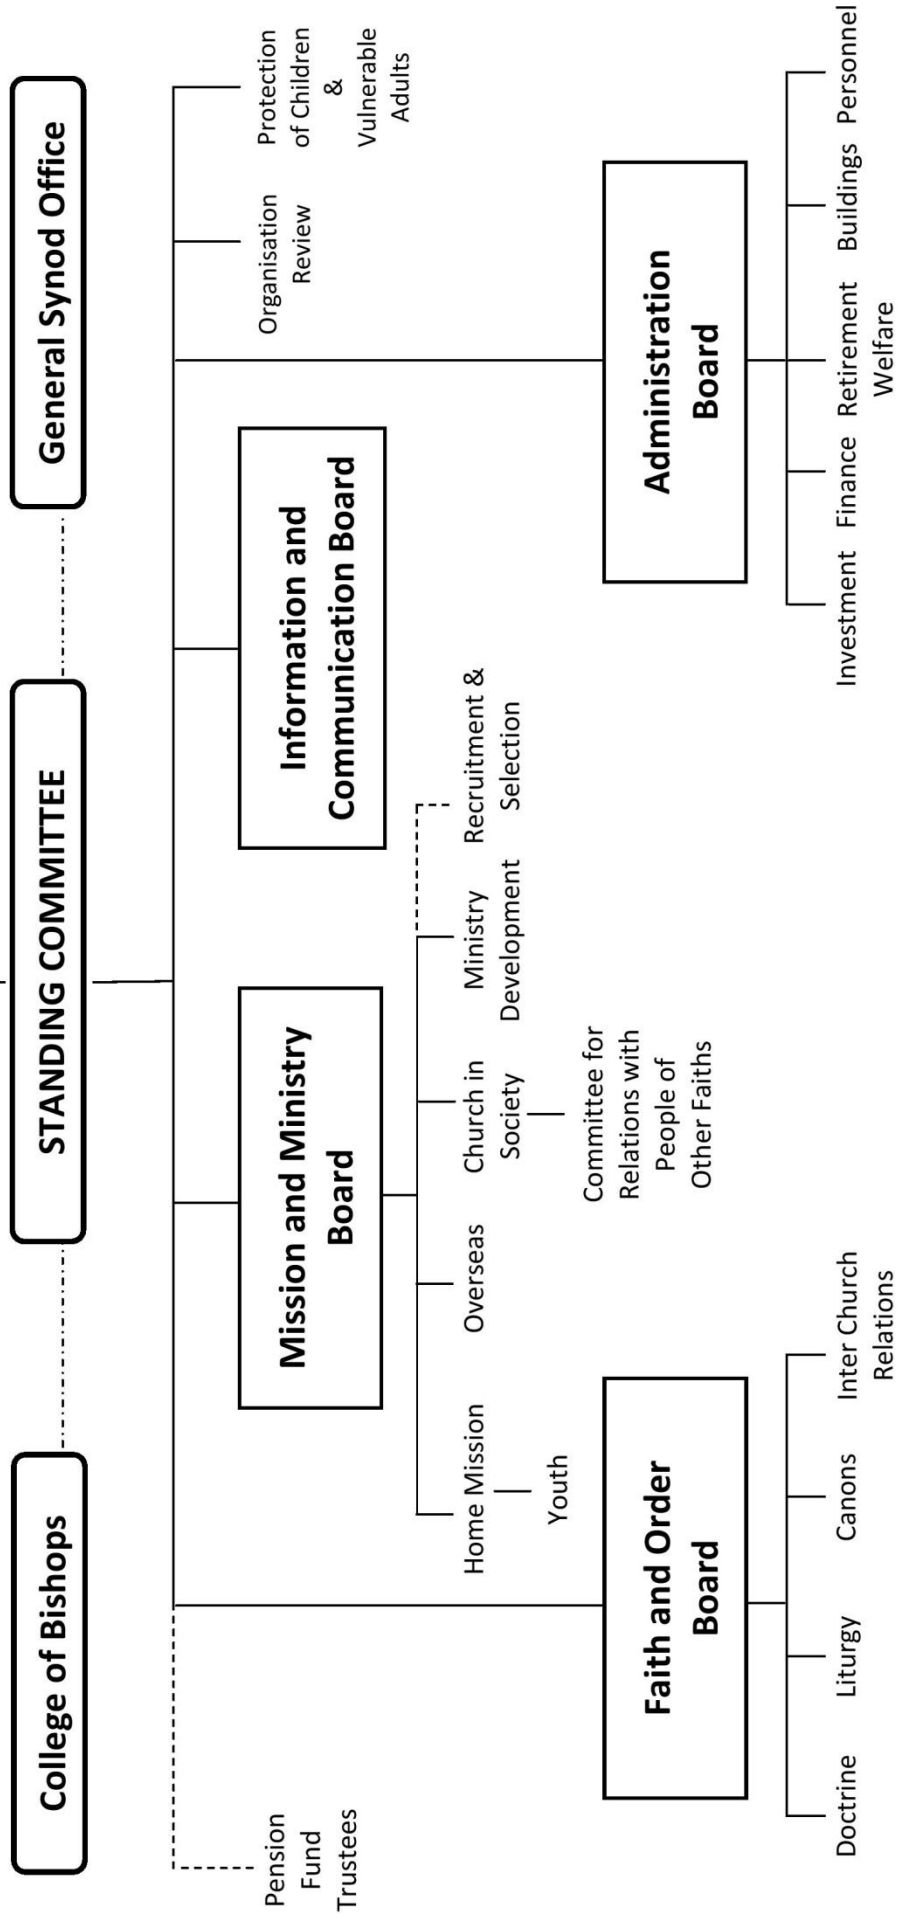 College of Bishops
STANDING COMMITTEE
General Synod Office
Pension
Fund
Trustees
Mission and Ministry
Board
Information and
Communication Board
Organisation
Review
Protection
of Children
&
Vulnerable
Adults
Home Mission
Youth
Overseas
Church in
Society
Committee for
Relations with
People of
Other Faiths
Ministry
Development
Recruitment &
Selection
Faith and Order
Board
Doctrine
Liturgy
Canons
Inter Church
Relations
Administration
Board
Investment
Finance
Retirement
Welfare
Buildings
Personnel